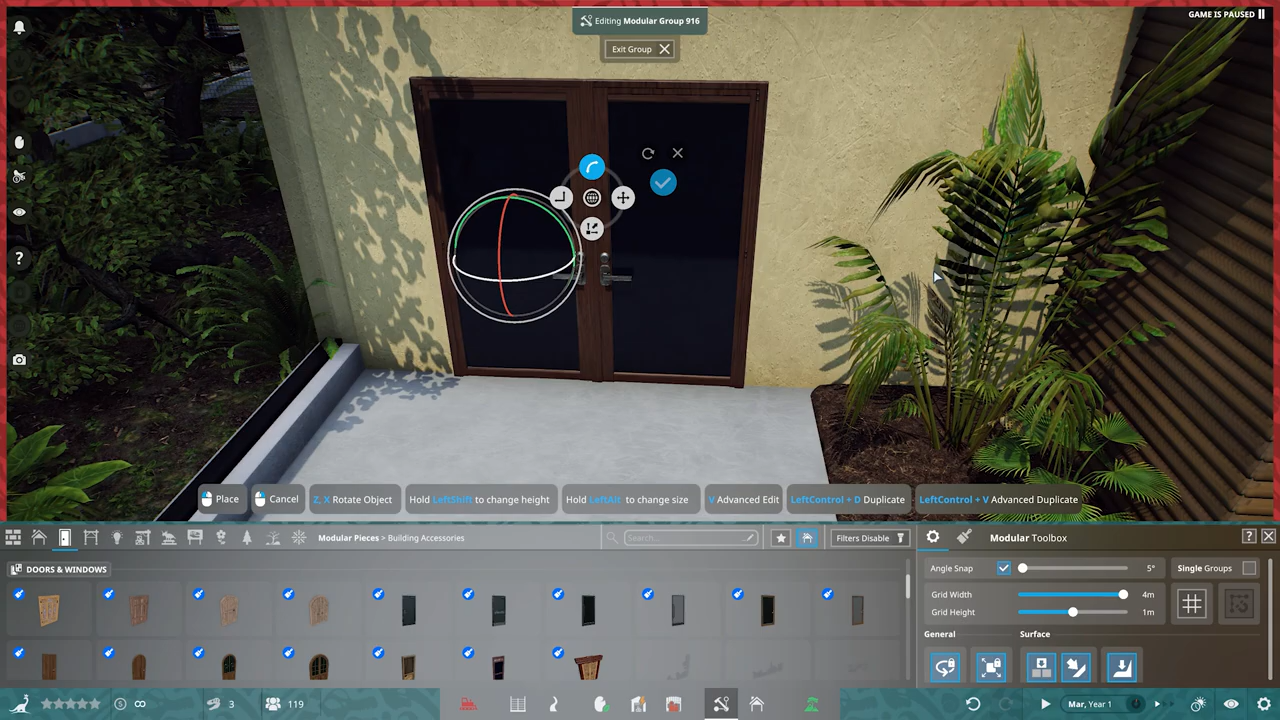 Editing Modular Group 916
GAME IS PAUSED
Exit Group
Place
Cancel
Z, X Rotate Object
Hold LeftShift to change height
Hold LeftAlt to change size
V Advanced Edit
LeftControl + D Duplicate
LeftControl + V Advanced Duplicate
Modular Pieces > Building Accessories
Search...
Filters Disable
Modular Toolbox
?
DOORS & WINDOWS
Angle Snap
5°
Single Groups
Grid Width
4m
Grid Height
1m
General
Surface
∞
3
119
Mar, Year 1